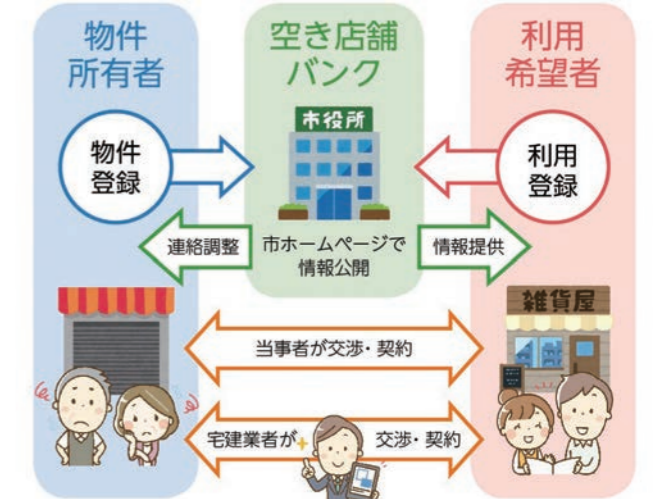 物件
所有者
空き店舗
バンク
利用
希望者
物件
登録
市役所
利用
登録
連絡調整
市ホームページで
情報公開
情報提供
雑貨屋
当事者が交渉・契約
宅建業者が
交渉・契約